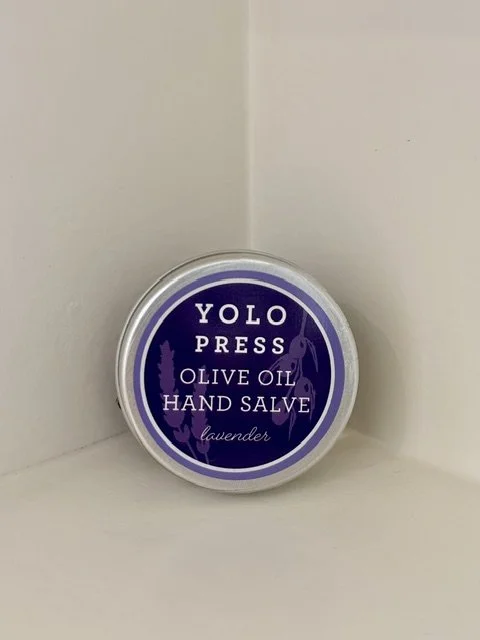 YOLO
PRESS
OLIVE OIL
HAND SALVE
lavender